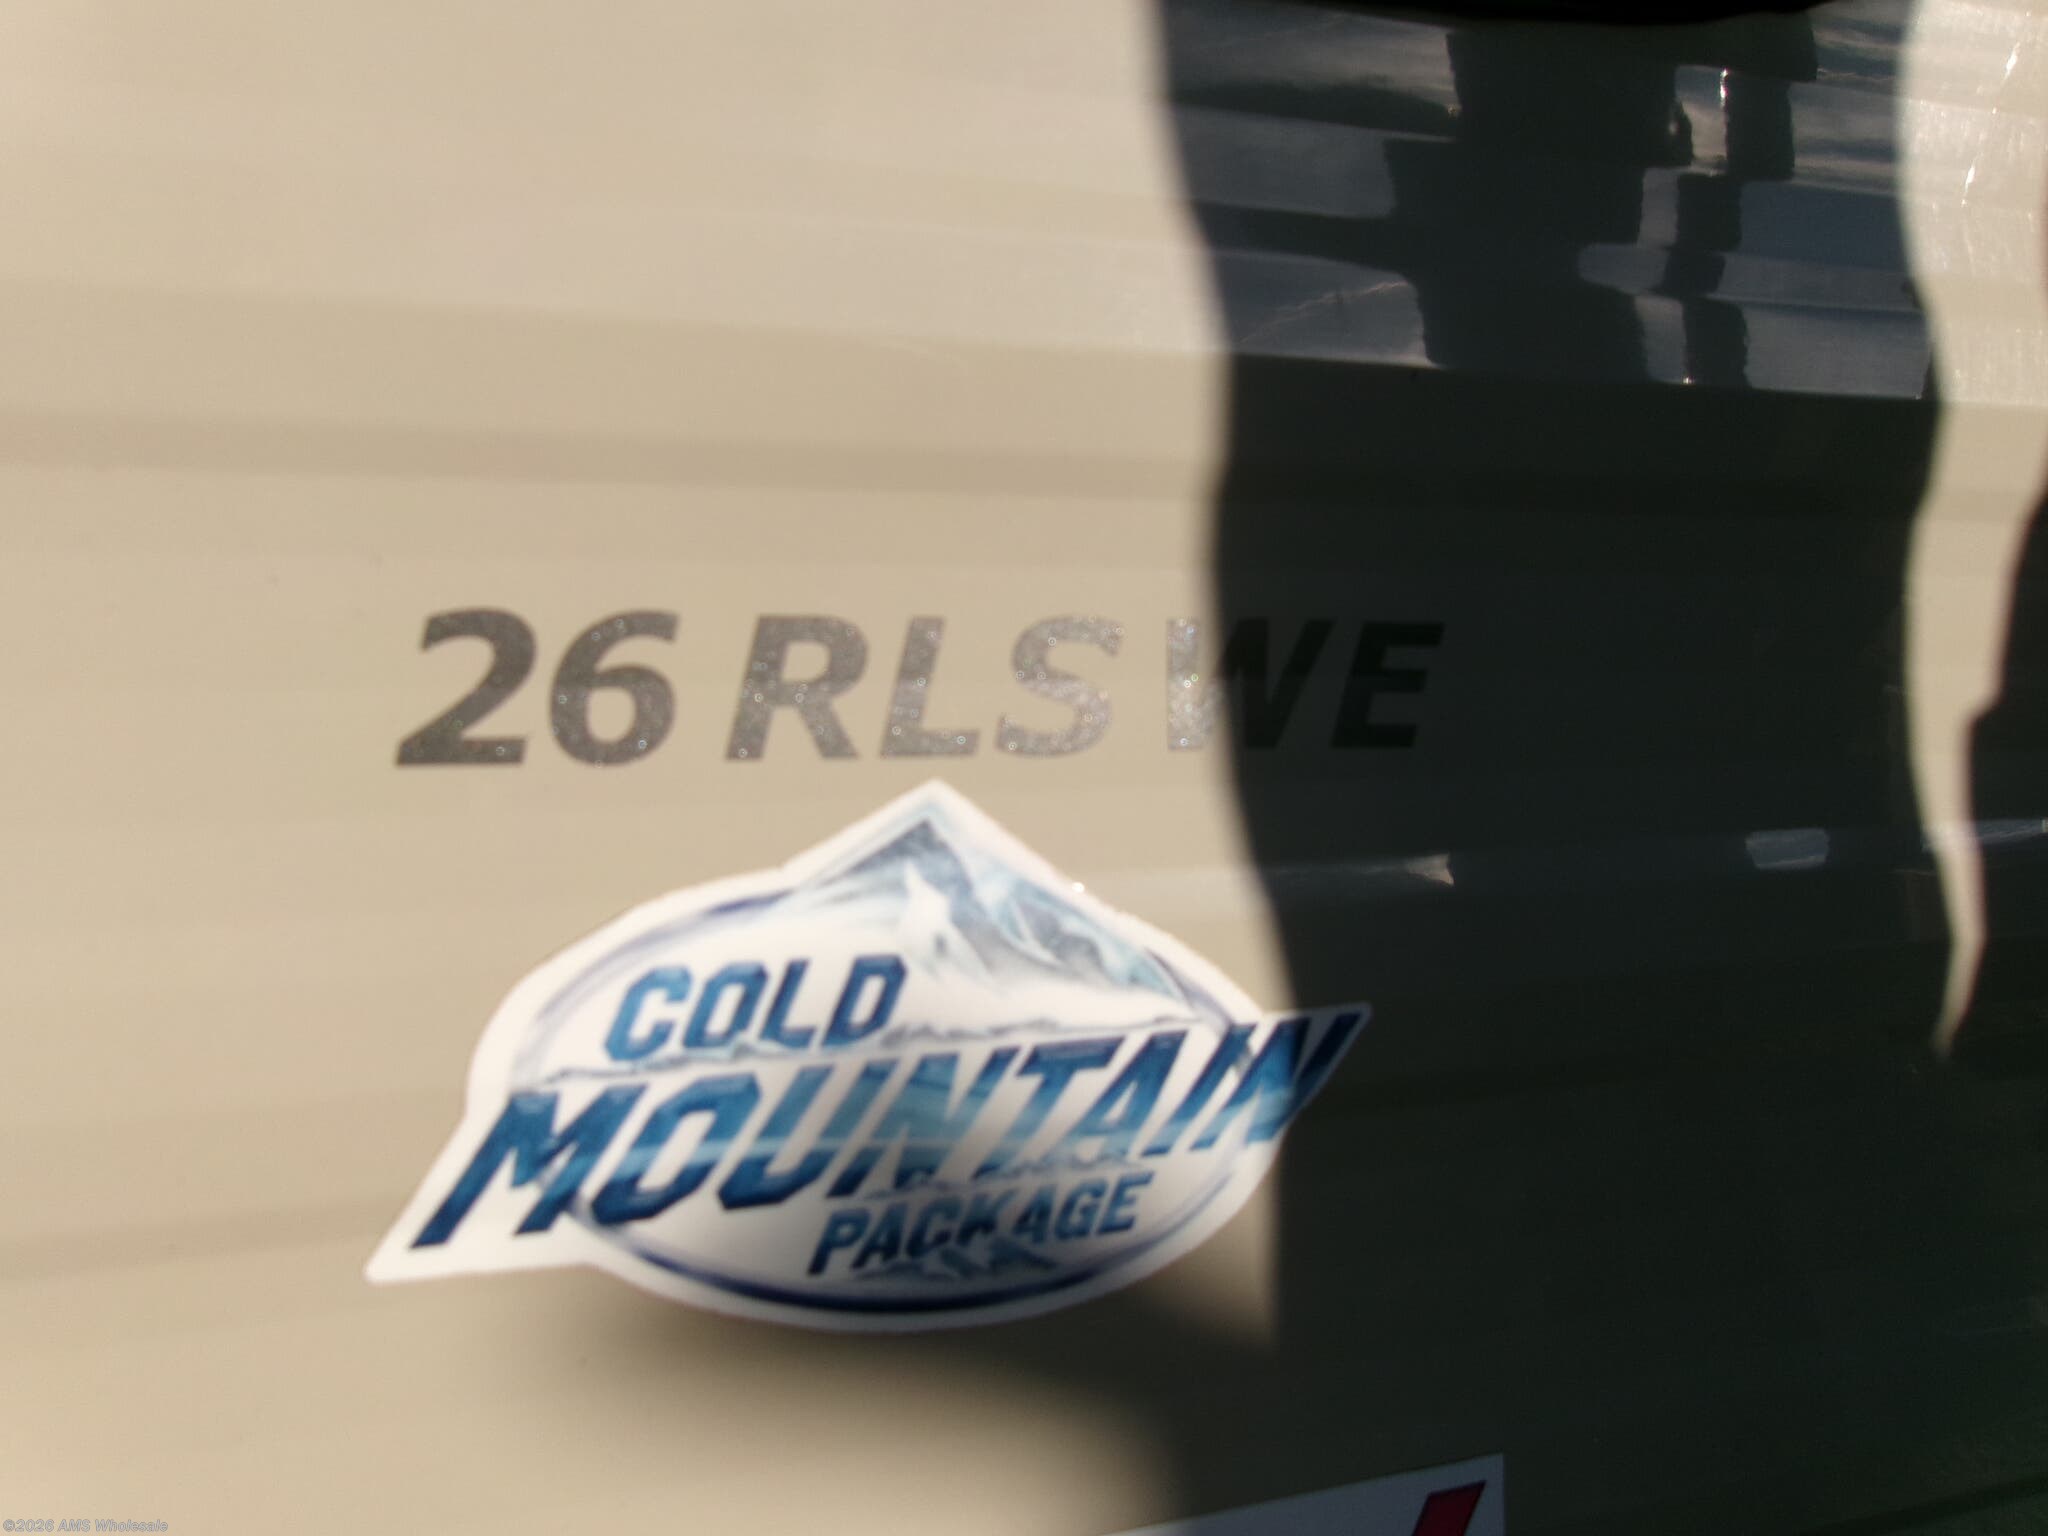 26 RLS WE
COLD
MOUNTAIN
PACKAGE
©2026 AMS Wholesale